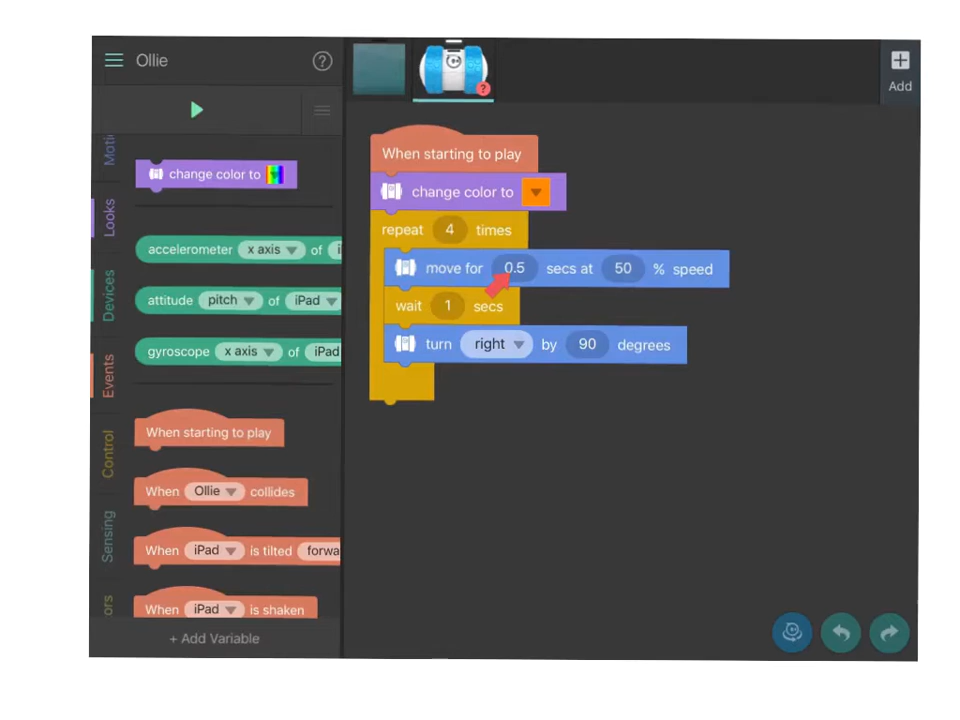 Ollie
?
?
Add
Moti
Looks
Devices
Events
Control
Sensing
ors
change color to
accelerometer x axis of i
attitude pitch of iPad
gyroscope x axis of iPad
When starting to play
When Ollie collides
When iPad is tilted forwa
When iPad is shaken
+ Add Variable
When starting to play
change color to
repeat 4 times
move for 0.5 secs at 50 % speed
wait 1 secs
turn right by 90 degrees